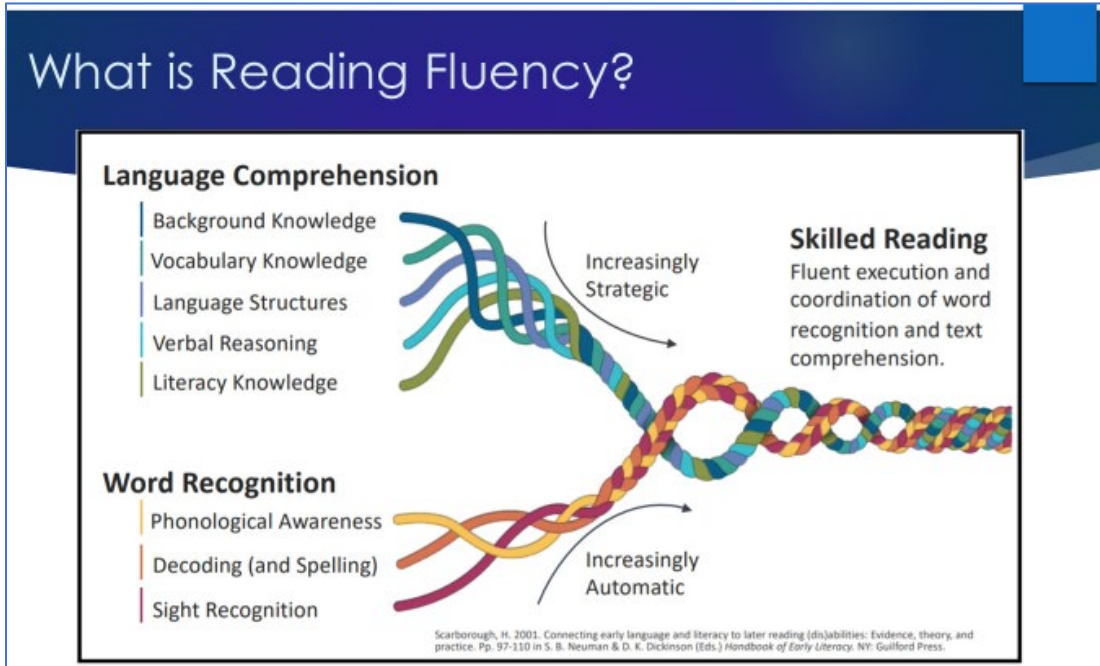 What is Reading Fluency?
Language Comprehension
Background Knowledge
Vocabulary Knowledge
Language Structures
Verbal Reasoning
Literacy Knowledge
Increasingly
Strategic
Skilled Reading
Fluent execution and
coordination of word
recognition and text
comprehension.
Word Recognition
Phonological Awareness
Decoding (and Spelling)
Sight Recognition
Increasingly
Automatic
Scarborough, H. 2001. Connecting early language and literacy to later reading (dis)abilities: Evidence, theory, and
practice. Pp. 97-110 in S. B. Neuman & D. K. Dickinson (Eds.) Handbook of Early Literacy. NY: Guilford Press.